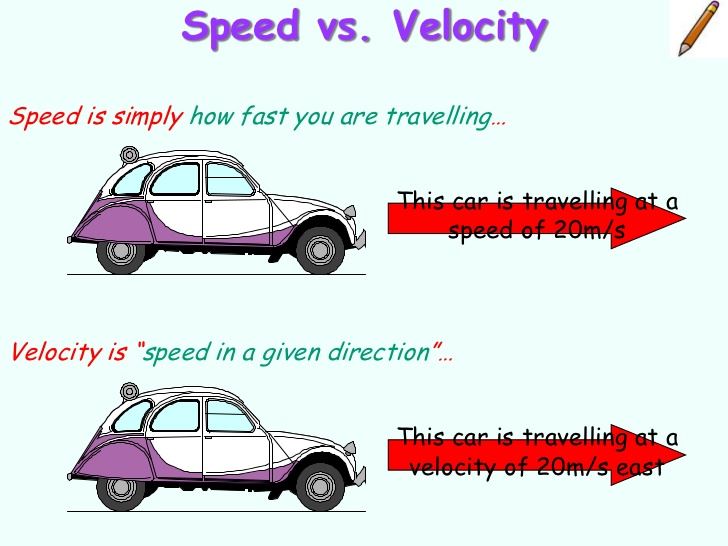 Speed vs. Velocity
Speed is simply how fast you are travelling…
This car is travelling at a
speed of 20m/s
Velocity is “speed in a given direction”…
This car is travelling at a
velocity of 20m/s east